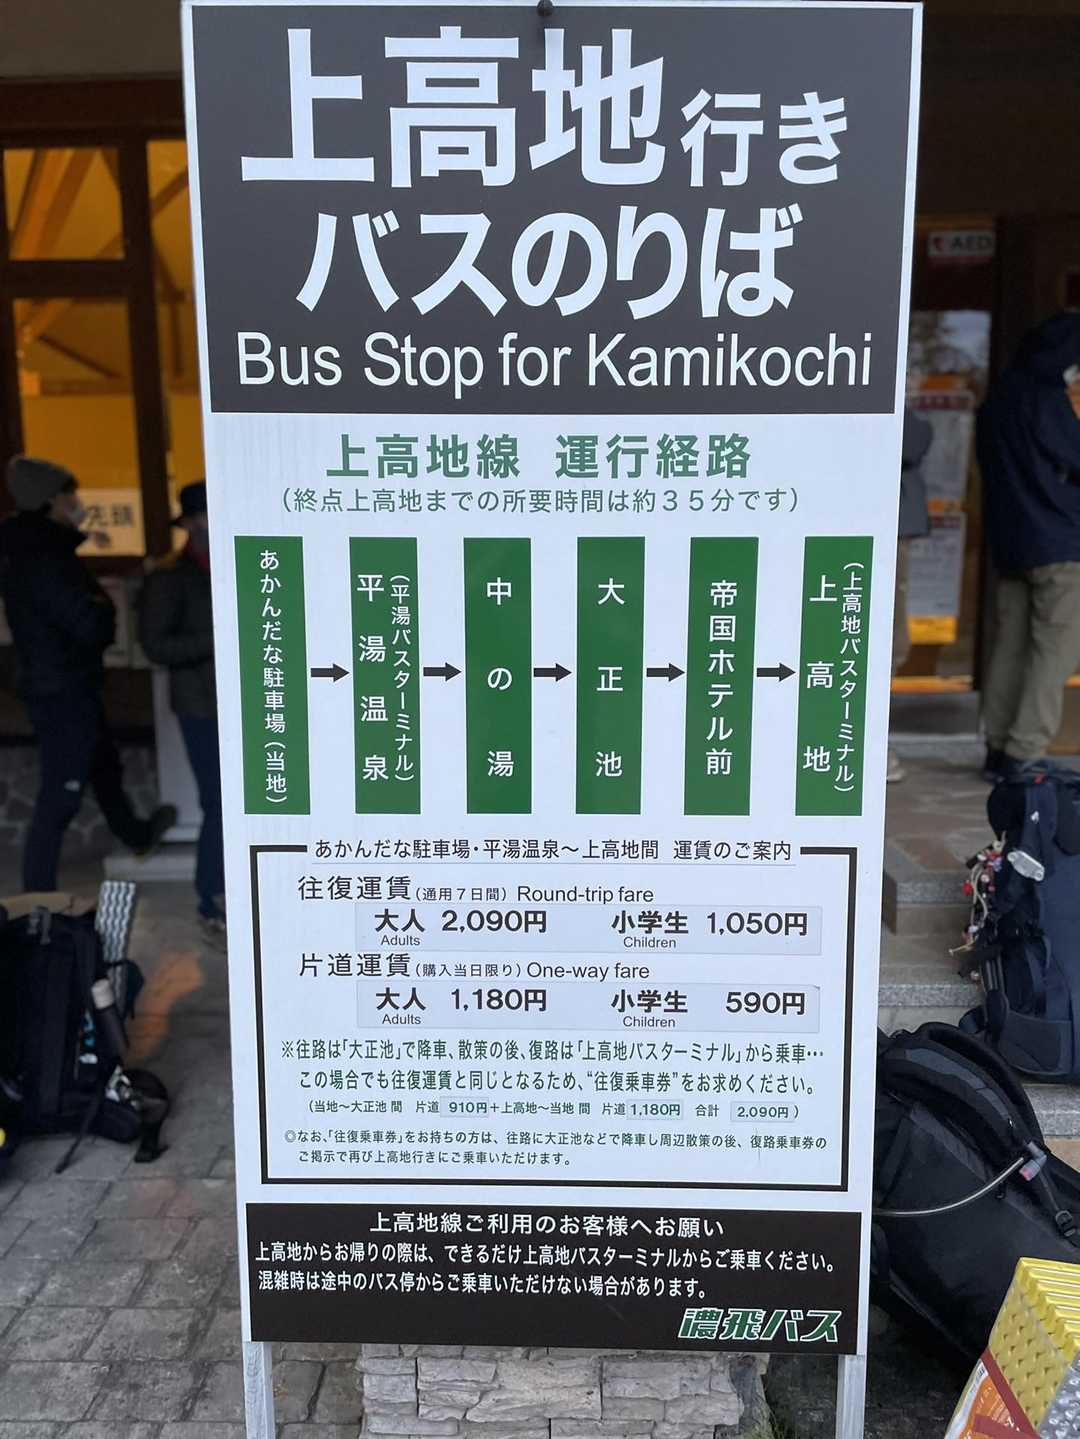 上高地行き
バスのりば
Bus Stop for Kamikochi
上高地線 運行経路
（終点上高地までの所要時間は約３５分です）
あかんだな駐車場（当地）
平湯温泉
（平湯バスターミナル）
中の湯
大正池
帝国ホテル前
上高地
（上高地バスターミナル）
あかんだな駐車場・平湯温泉～上高地間 運賃のご案内
往復運賃（通用７日間）Round-trip fare
大人 2,090円 小学生 1,050円
Adults Children
片道運賃（購入当日限り）One-way fare
大人 1,180円 小学生 590円
Adults Children
※往路は「大正池」で降車、散策の後、復路は「上高地バスターミナル」から乗車…
この場合でも往復運賃と同じとなるため、“往復乗車券”をお求めください。
（当地～大正池 間 片道 910円＋上高地～当地 間 片道 1,180円 合計 2,090円）
◎なお、「往復乗車券」をお持ちの方は、往路に大正池などで降車し周辺散策の後、復路乗車券の
ご掲示で再び上高地行きにご乗車いただけます。
上高地線ご利用のお客様へお願い
上高地からお帰りの際は、できるだけ上高地バスターミナルからご乗車ください。
混雑時は途中のバス停からご乗車いただけない場合があります。
濃飛バス
AED
先頭